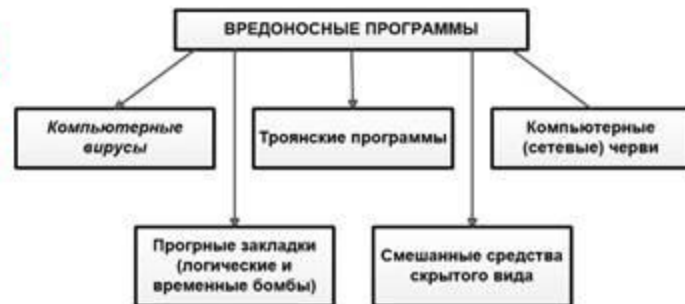 ВРЕДОНОСНЫЕ ПРОГРАММЫ
Компьютерные
вирусы
Троянские программы
Компьютерные
(сетевые) черви
Прогрные закладки
(логические и
временные бомбы)
Смешанные средства
скрытого вида